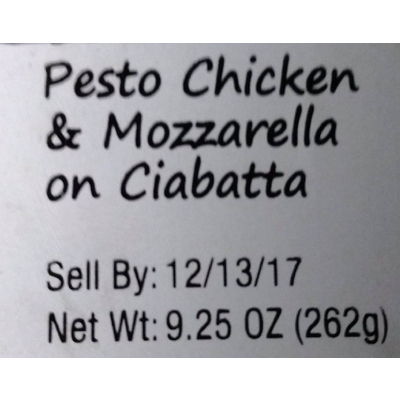 Pesto Chicken
& Mozzarella
on Ciabatta
Sell By: 12/13/17
Net Wt: 9.25 OZ (262g)